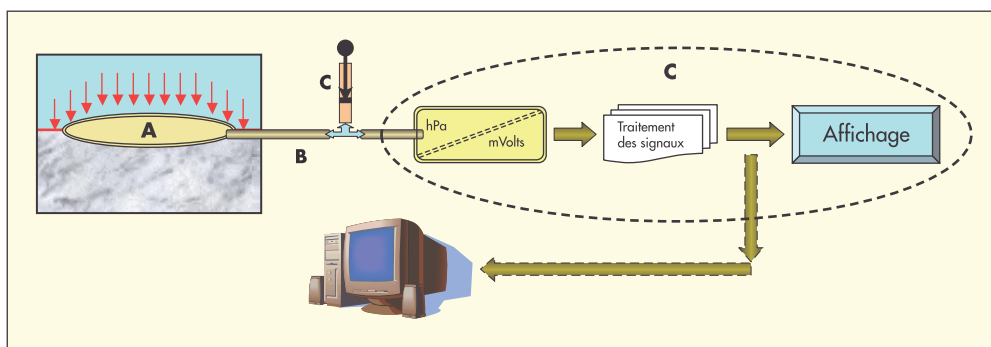 C
C
A
hPa
mVolts
Traitement
des signaux
Affichage
B